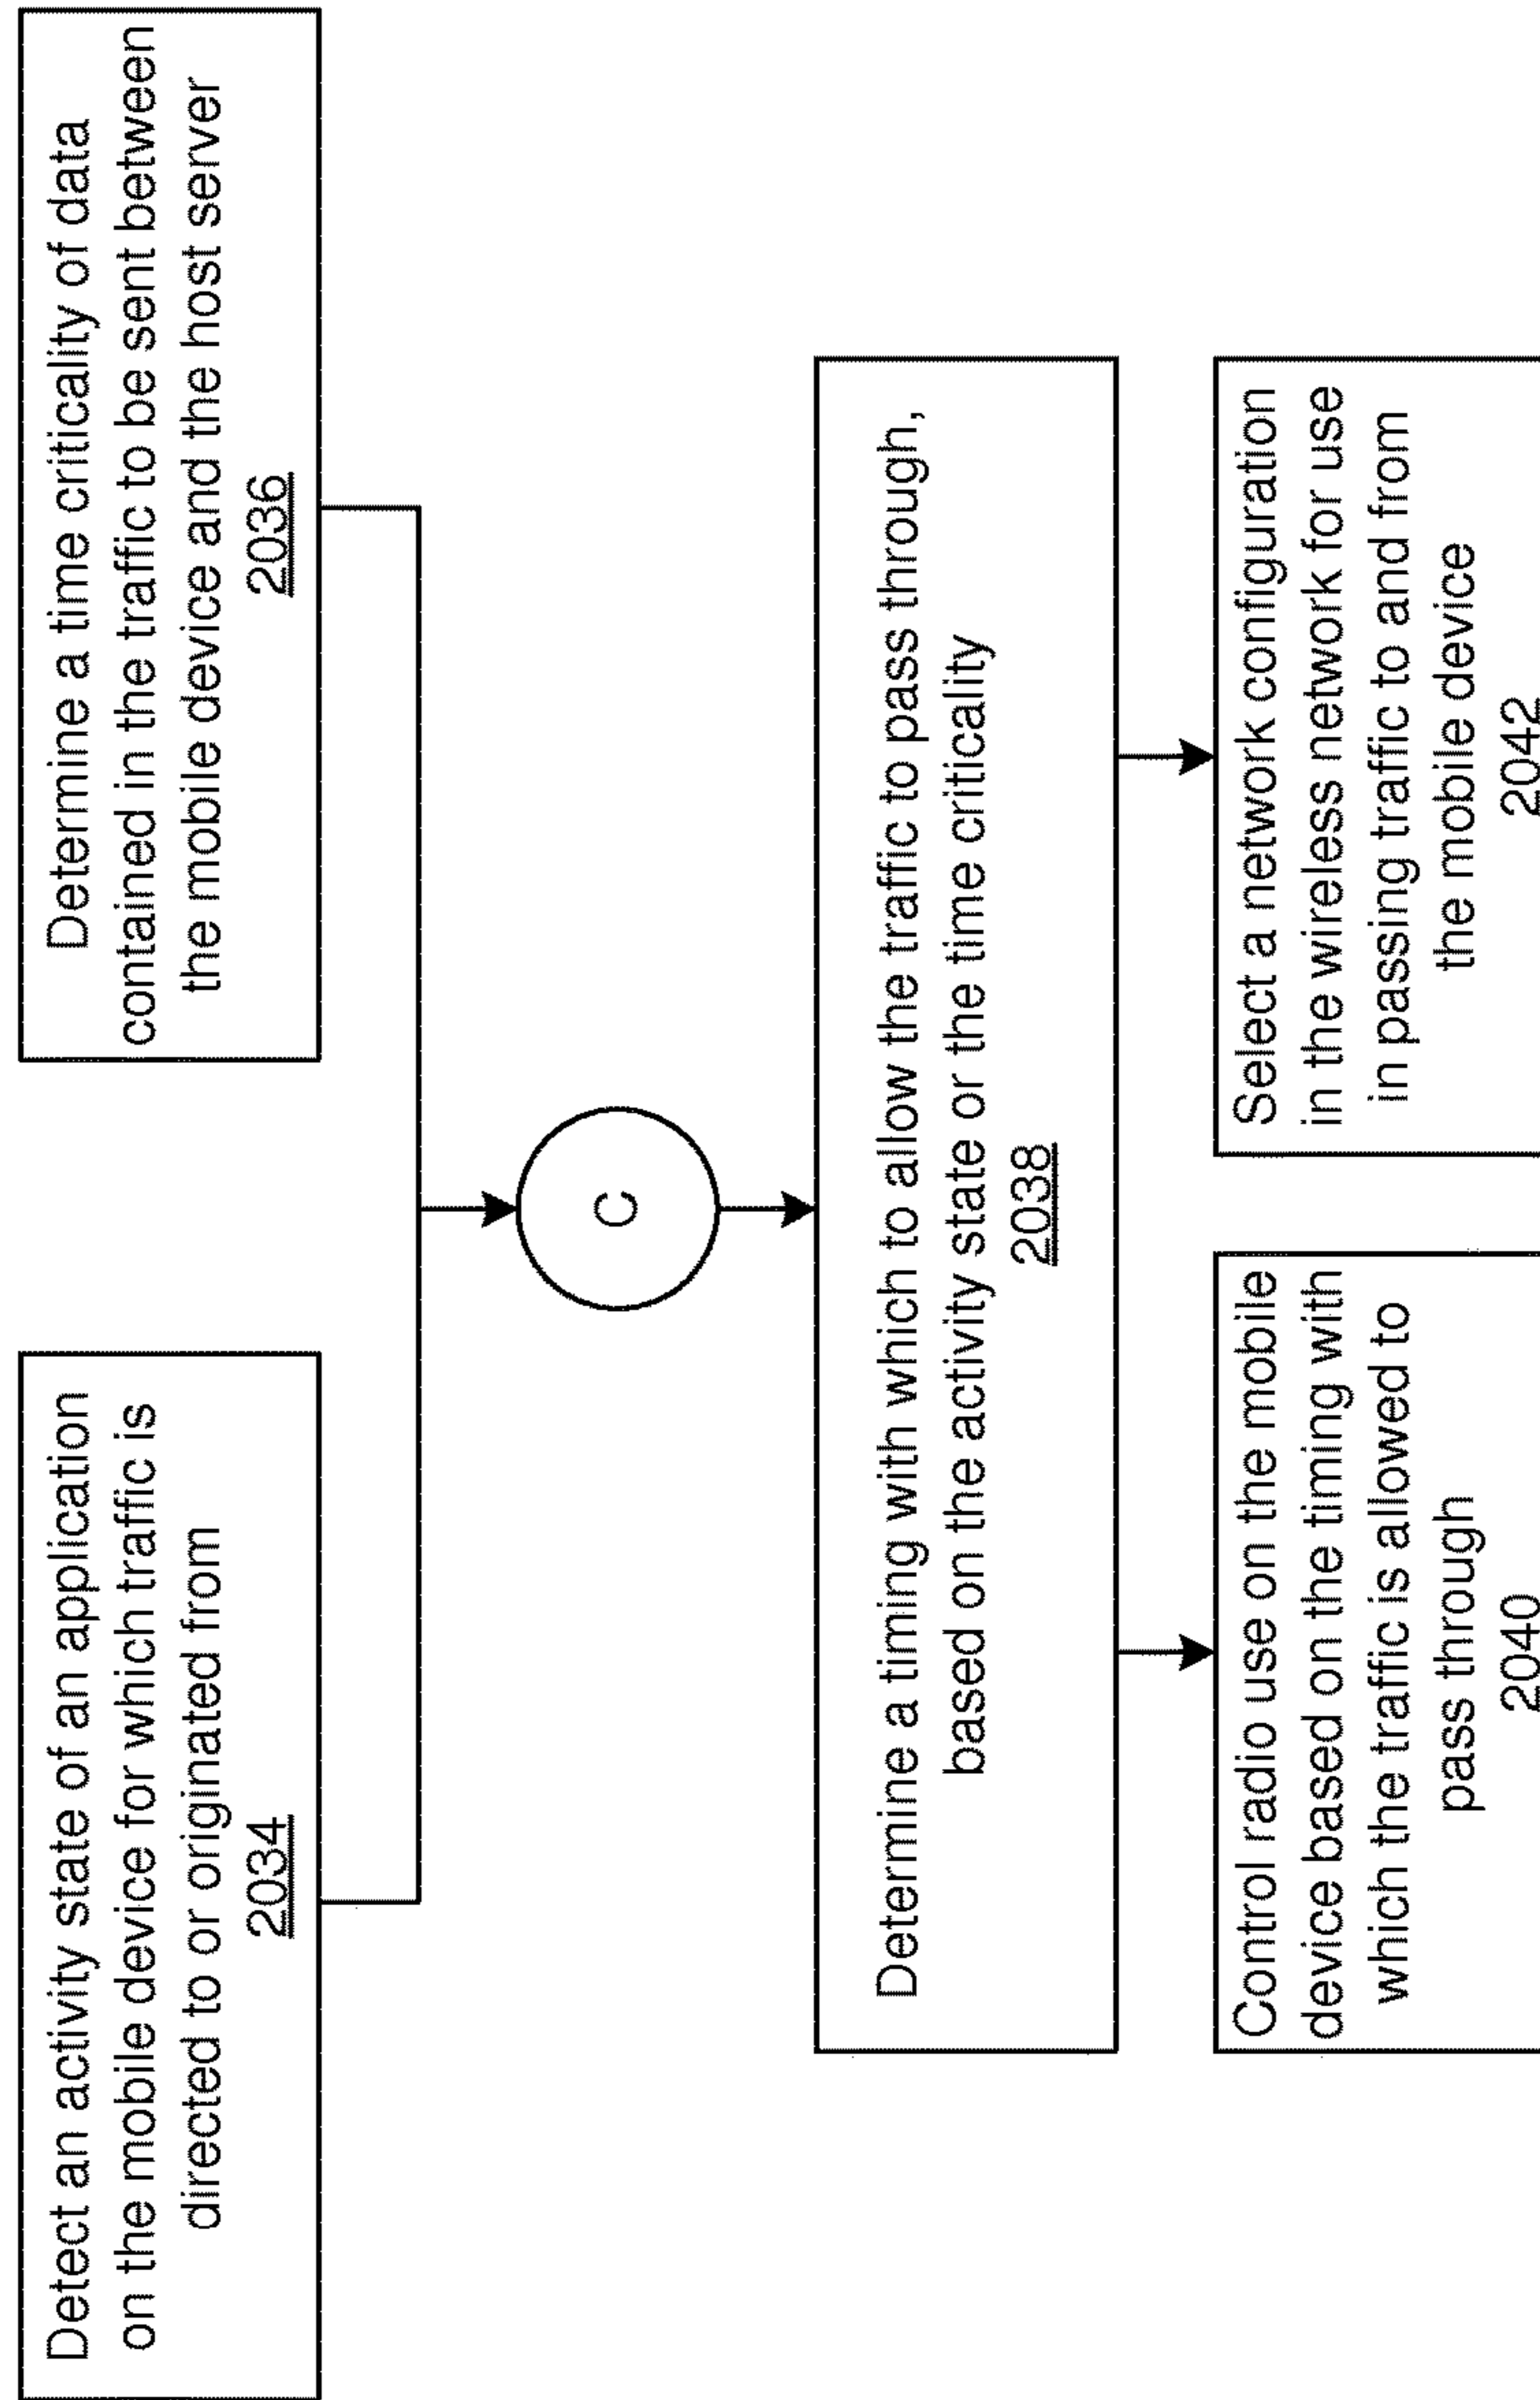 Detect an activity state of an application
on the mobile device for which traffic is
directed to or originated from
2034
Determine a time criticality of data
contained in the traffic to be sent between
the mobile device and the host server
2036
C
Determine a timing with which to allow the traffic to pass through,
based on the activity state or the time criticality
2038
Control radio use on the mobile
device based on the timing with
which the traffic is allowed to
pass through
2040
Select a network configuration
in the wireless network for use
in passing traffic to and from
the mobile device
2042